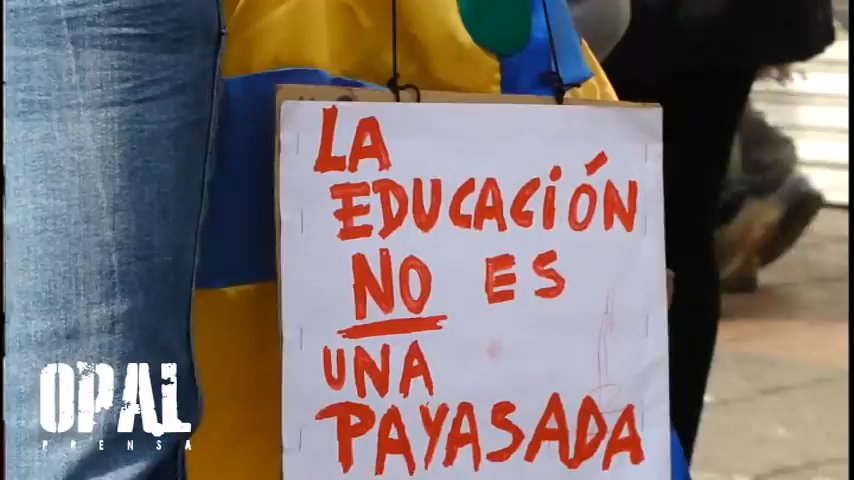 LA
EDUCACIÓN
NO ES
UNA
PAYASADA
OPAL
PRENSA